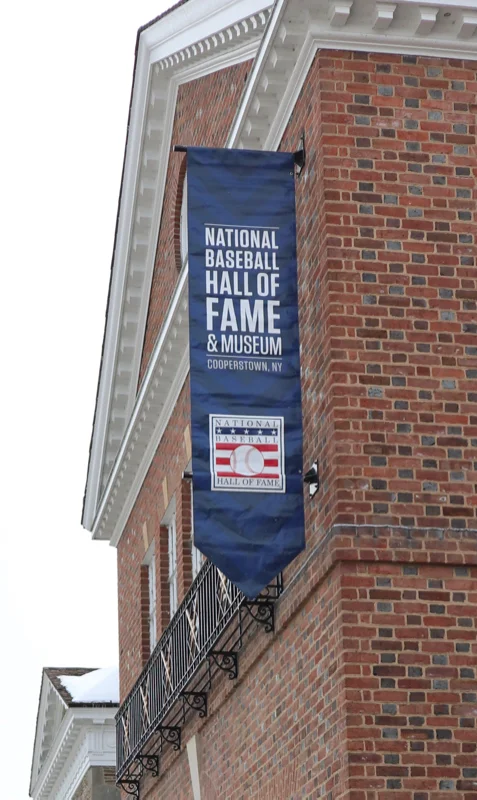 NATIONAL
BASEBALL
HALL OF
FAME
& MUSEUM
COOPERSTOWN, NY
NATIONAL
BASEBALL
HALL OF FAME